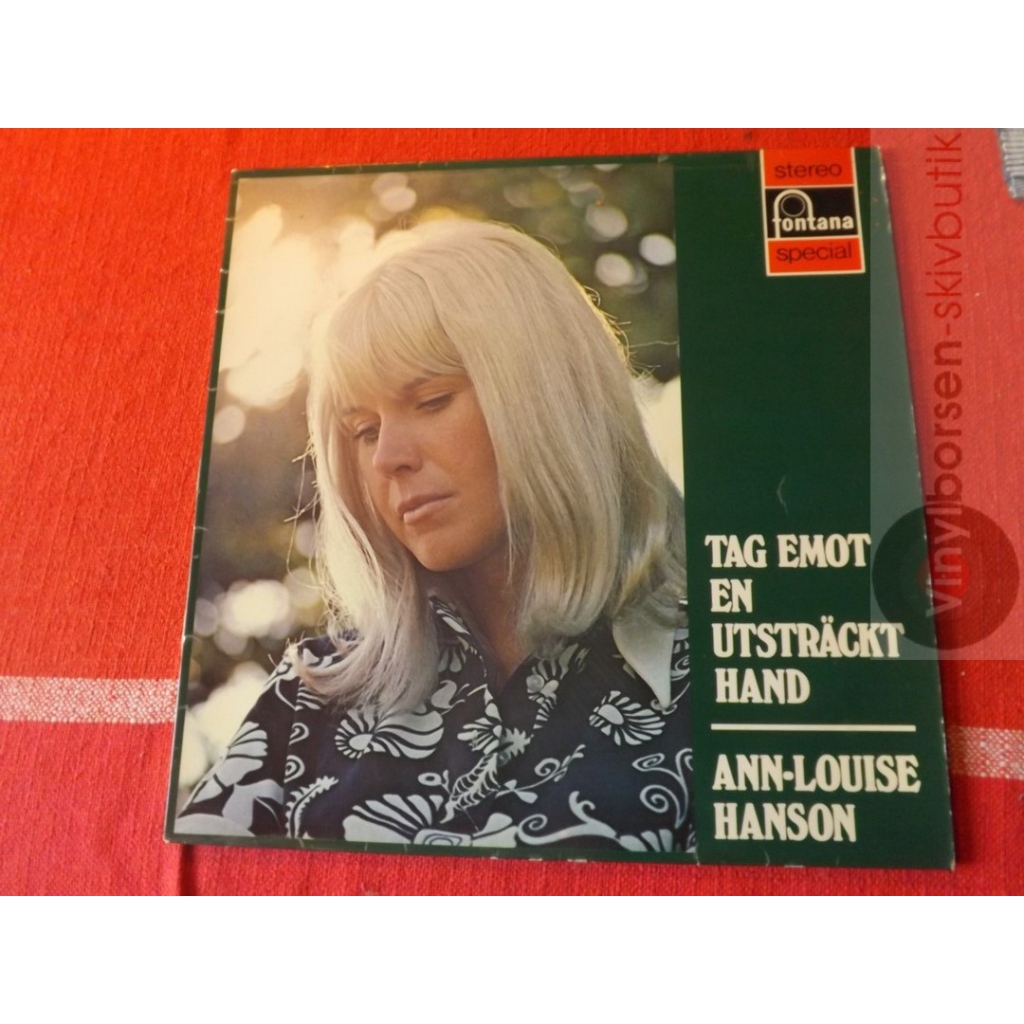 stereo
fontana
special
TAG EMOT
EN
UTSTRÄCKT
HAND
ANN-LOUISE
HANSON
vinylborsen-skivbutik